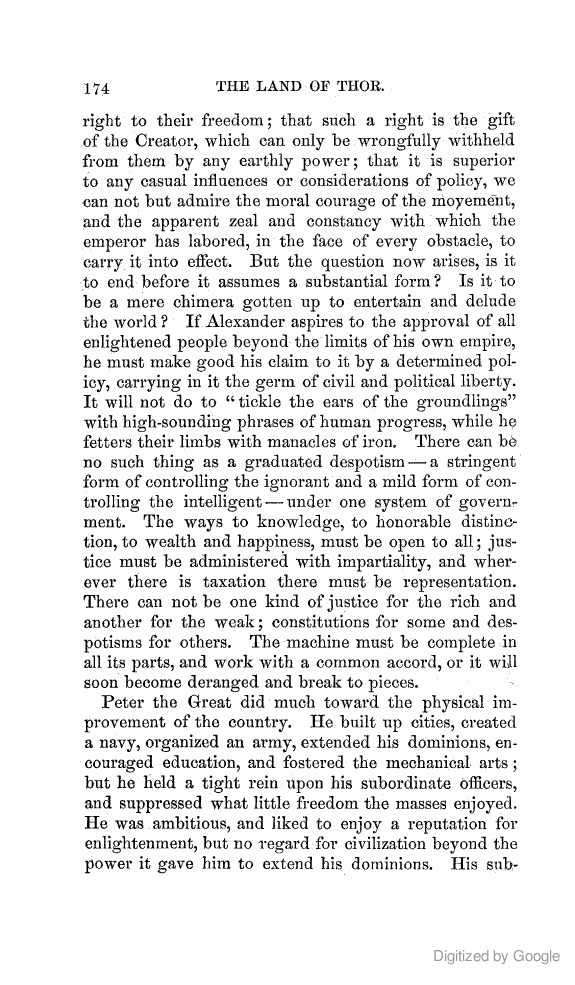 174 THE LAND OF THOR.
right to their freedom; that such a right is the gift
of the Creator, which can only be wrongfully withheld
from them by any earthly power; that it is superior
to any casual influences or considerations of policy, we
can not but admire the moral courage of the movement,
and the apparent zeal and constancy with which the
emperor has labored, in the face of every obstacle, to
carry it into effect. But the question now arises, is it
to end before it assumes a substantial form? Is it to
be a mere chimera gotten up to entertain and delude
the world? If Alexander aspires to the approval of all
enlightened people beyond the limits of his own empire,
he must make good his claim to it by a determined pol-
icy, carrying in it the germ of civil and political liberty.
It will not do to “tickle the ears of the groundlings”
with high-sounding phrases of human progress, while he
fetters their limbs with manacles of iron. There can be
no such thing as a graduated despotism—a stringent
form of controlling the ignorant and a mild form of con-
trolling the intelligent—under one system of govern-
ment. The ways to knowledge, to honorable distinc-
tion, to wealth and happiness, must be open to all; jus-
tice must be administered with impartiality, and wher-
ever there is taxation there must be representation.
There can not be one kind of justice for the rich and
another for the weak; constitutions for some and des-
potisms for others. The machine must be complete in
all its parts, and work with a common accord, or it will
soon become deranged and break to pieces.
Peter the Great did much toward the physical im-
provement of the country. He built up cities, created
a navy, organized an army, extended his dominions, en-
couraged education, and fostered the mechanical arts;
but he held a tight rein upon his subordinate officers,
and suppressed what little freedom the masses enjoyed.
He was ambitious, and liked to enjoy a reputation for
enlightenment, but no regard for civilization beyond the
power it gave him to extend his dominions. His sub-
Digitized by Google